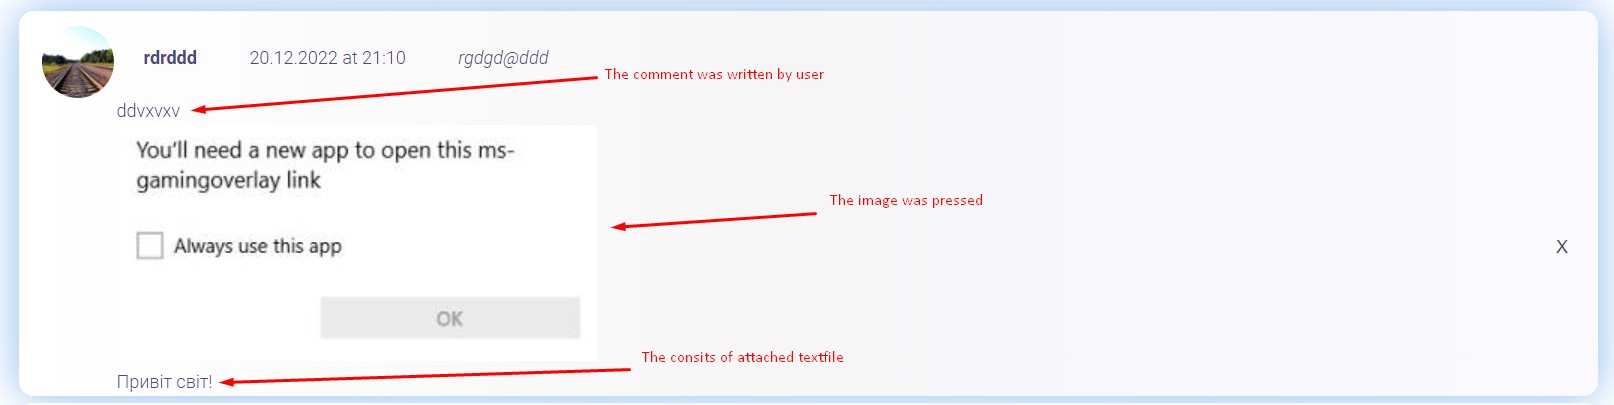 rdrddd 20.12.2022 at 21:10 rgdgd@ddd
The comment was written by user
ddvxvxv
You'll need a new app to open this ms-
gamingoverlay link
The image was pressed
Always use this app
X
OK
The consits of attached textfile
Привіт світ!